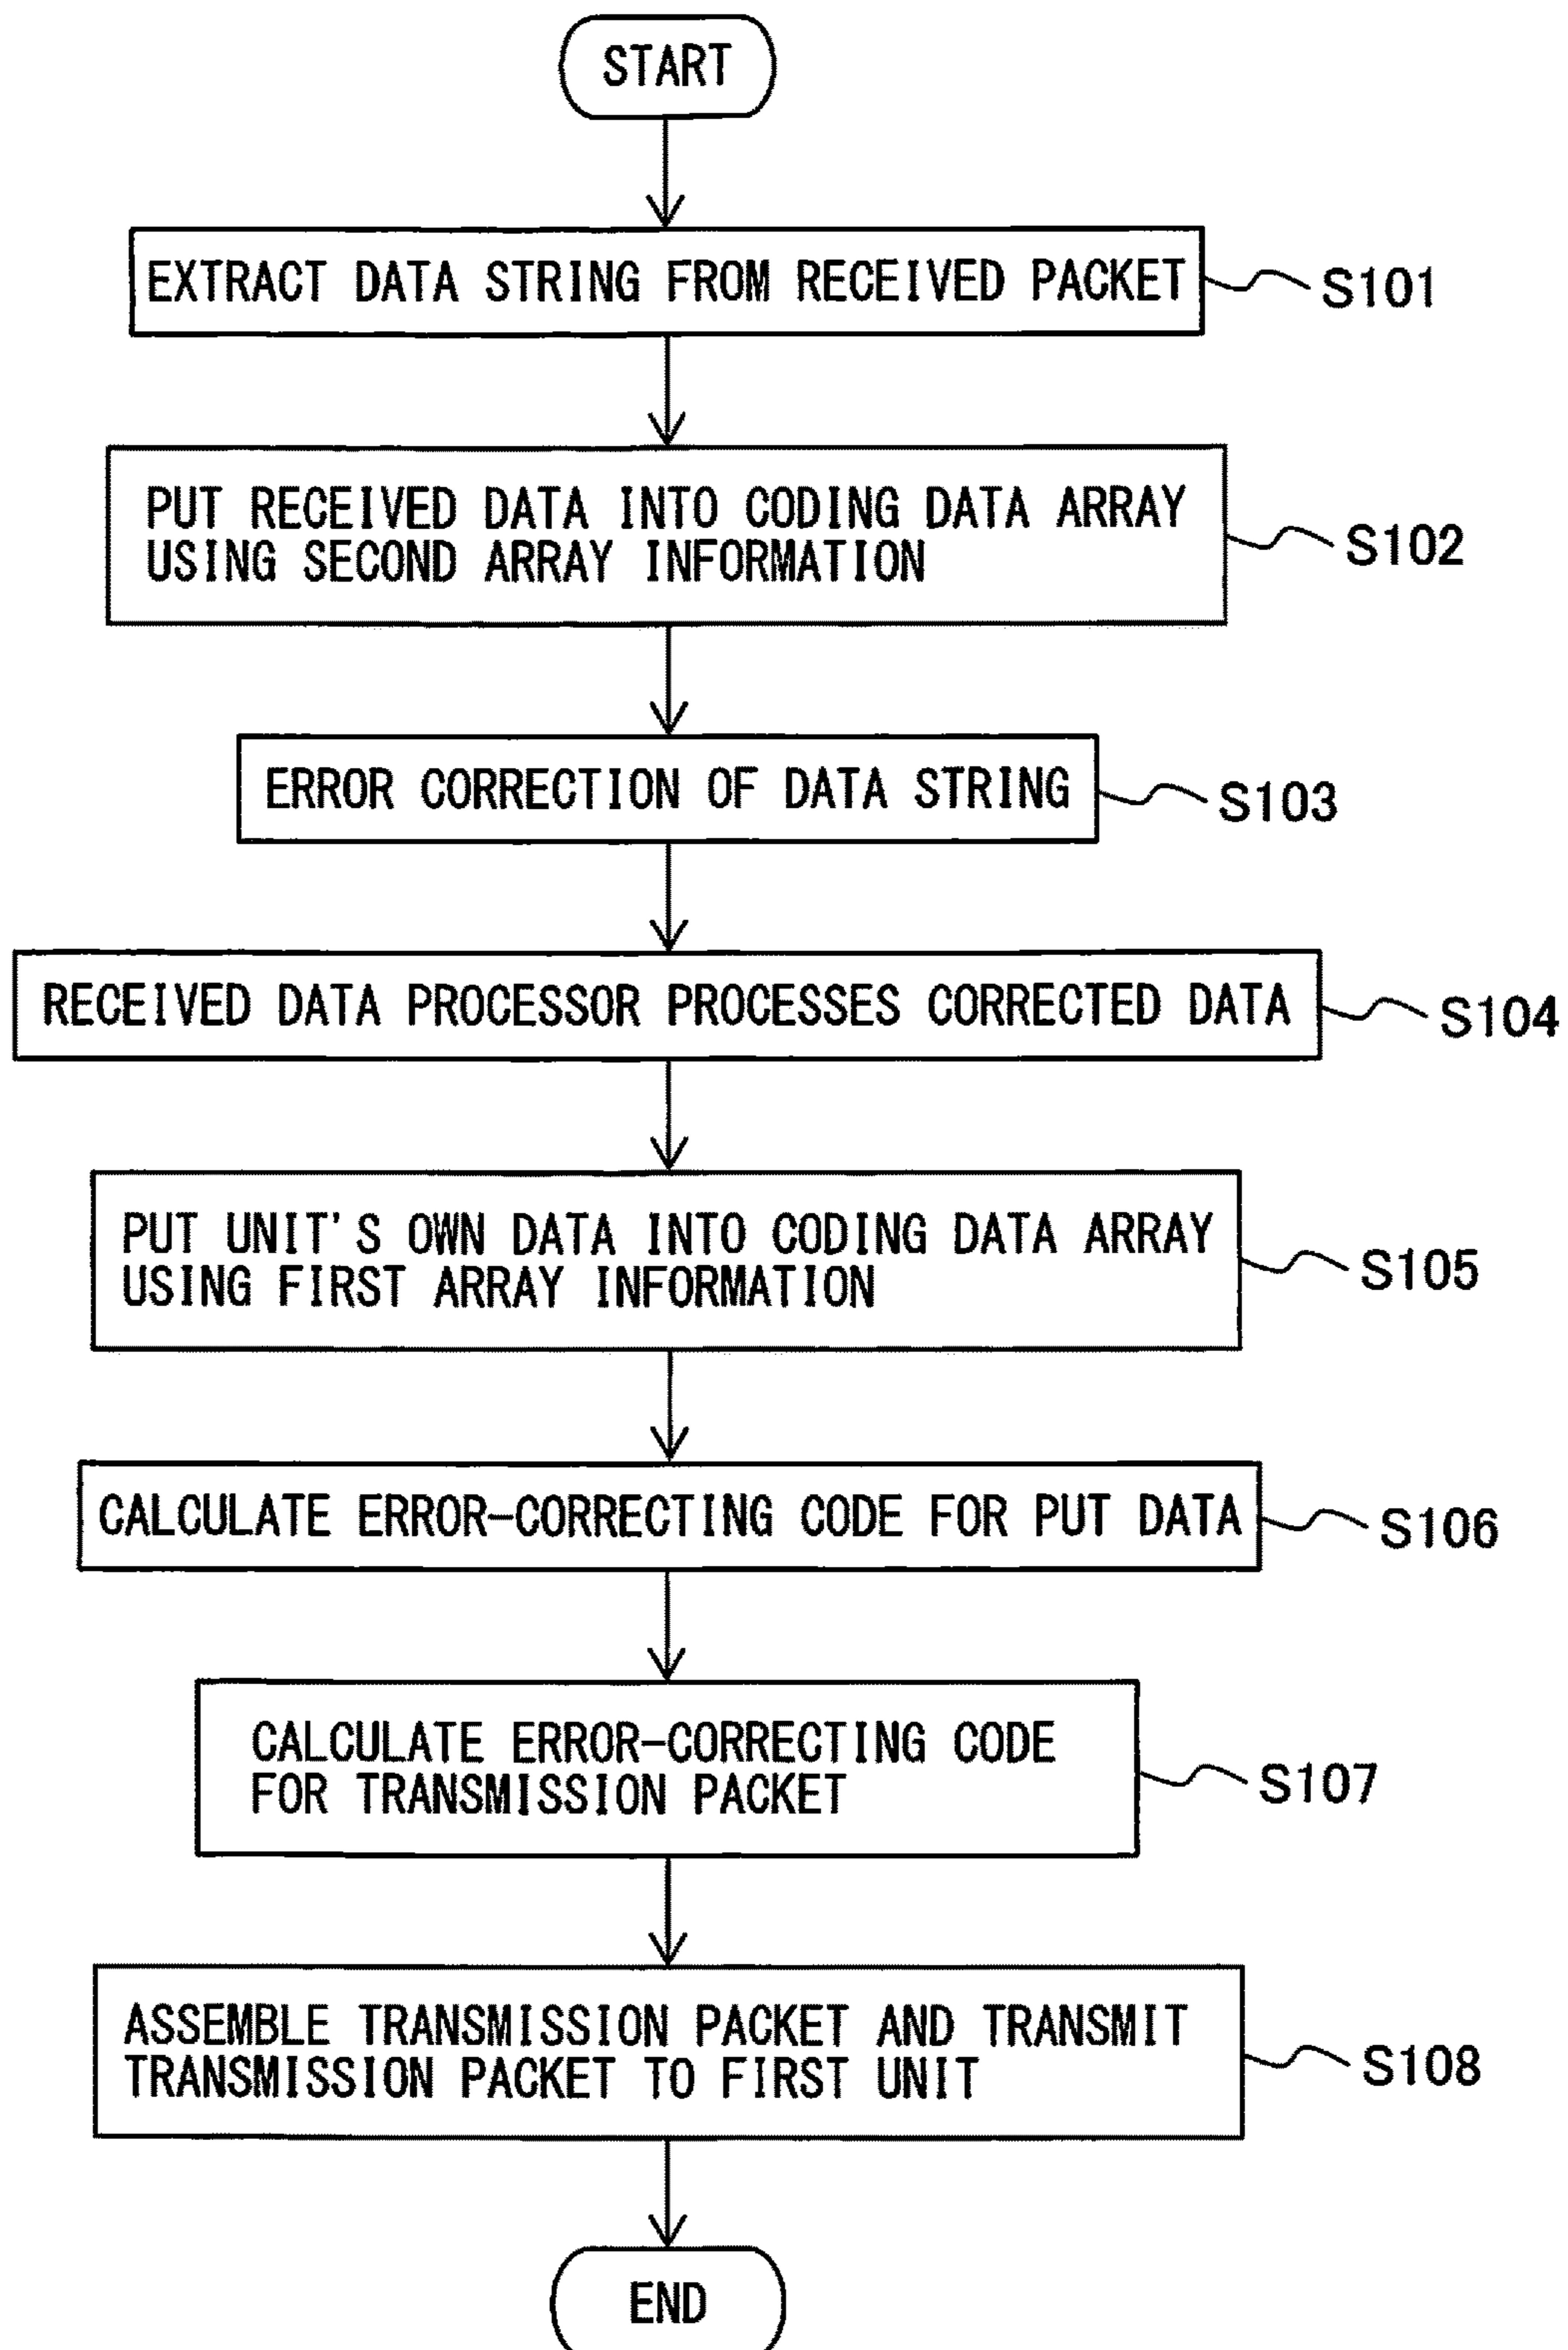 START
EXTRACT DATA STRING FROM RECEIVED PACKET
S101
PUT RECEIVED DATA INTO CODING DATA ARRAY
USING SECOND ARRAY INFORMATION
S102
ERROR CORRECTION OF DATA STRING
S103
RECEIVED DATA PROCESSOR PROCESSES CORRECTED DATA
S104
PUT UNIT'S OWN DATA INTO CODING DATA ARRAY
USING FIRST ARRAY INFORMATION
S105
CALCULATE ERROR-CORRECTING CODE FOR PUT DATA
S106
CALCULATE ERROR-CORRECTING CODE
FOR TRANSMISSION PACKET
S107
ASSEMBLE TRANSMISSION PACKET AND TRANSMIT
TRANSMISSION PACKET TO FIRST UNIT
S108
END